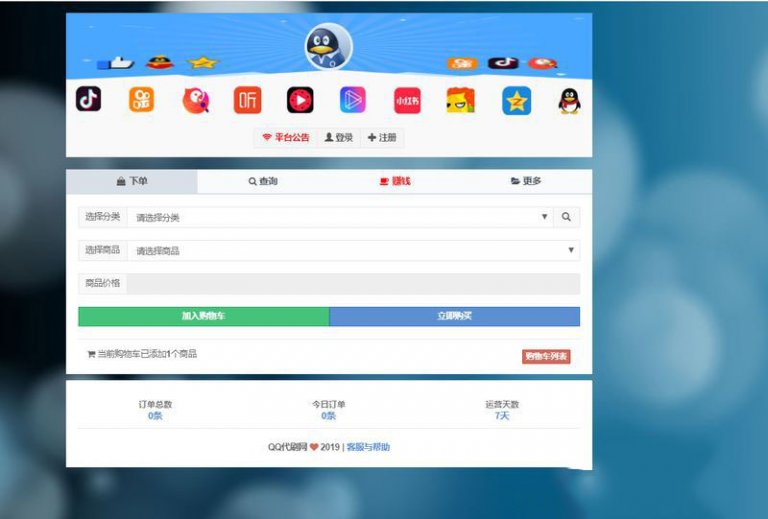 小红书
平台公告 登录 注册
下单 查询 赚钱 更多
选择分类 请选择分类
选择商品 请选择商品
商品价格
加入购物车 立即购买
当前购物车已添加1个商品 购物车列表
订单总数 今日订单 运营天数
0条 0条 7天
QQ代刷网 ❤ 2019 | 客服与帮助